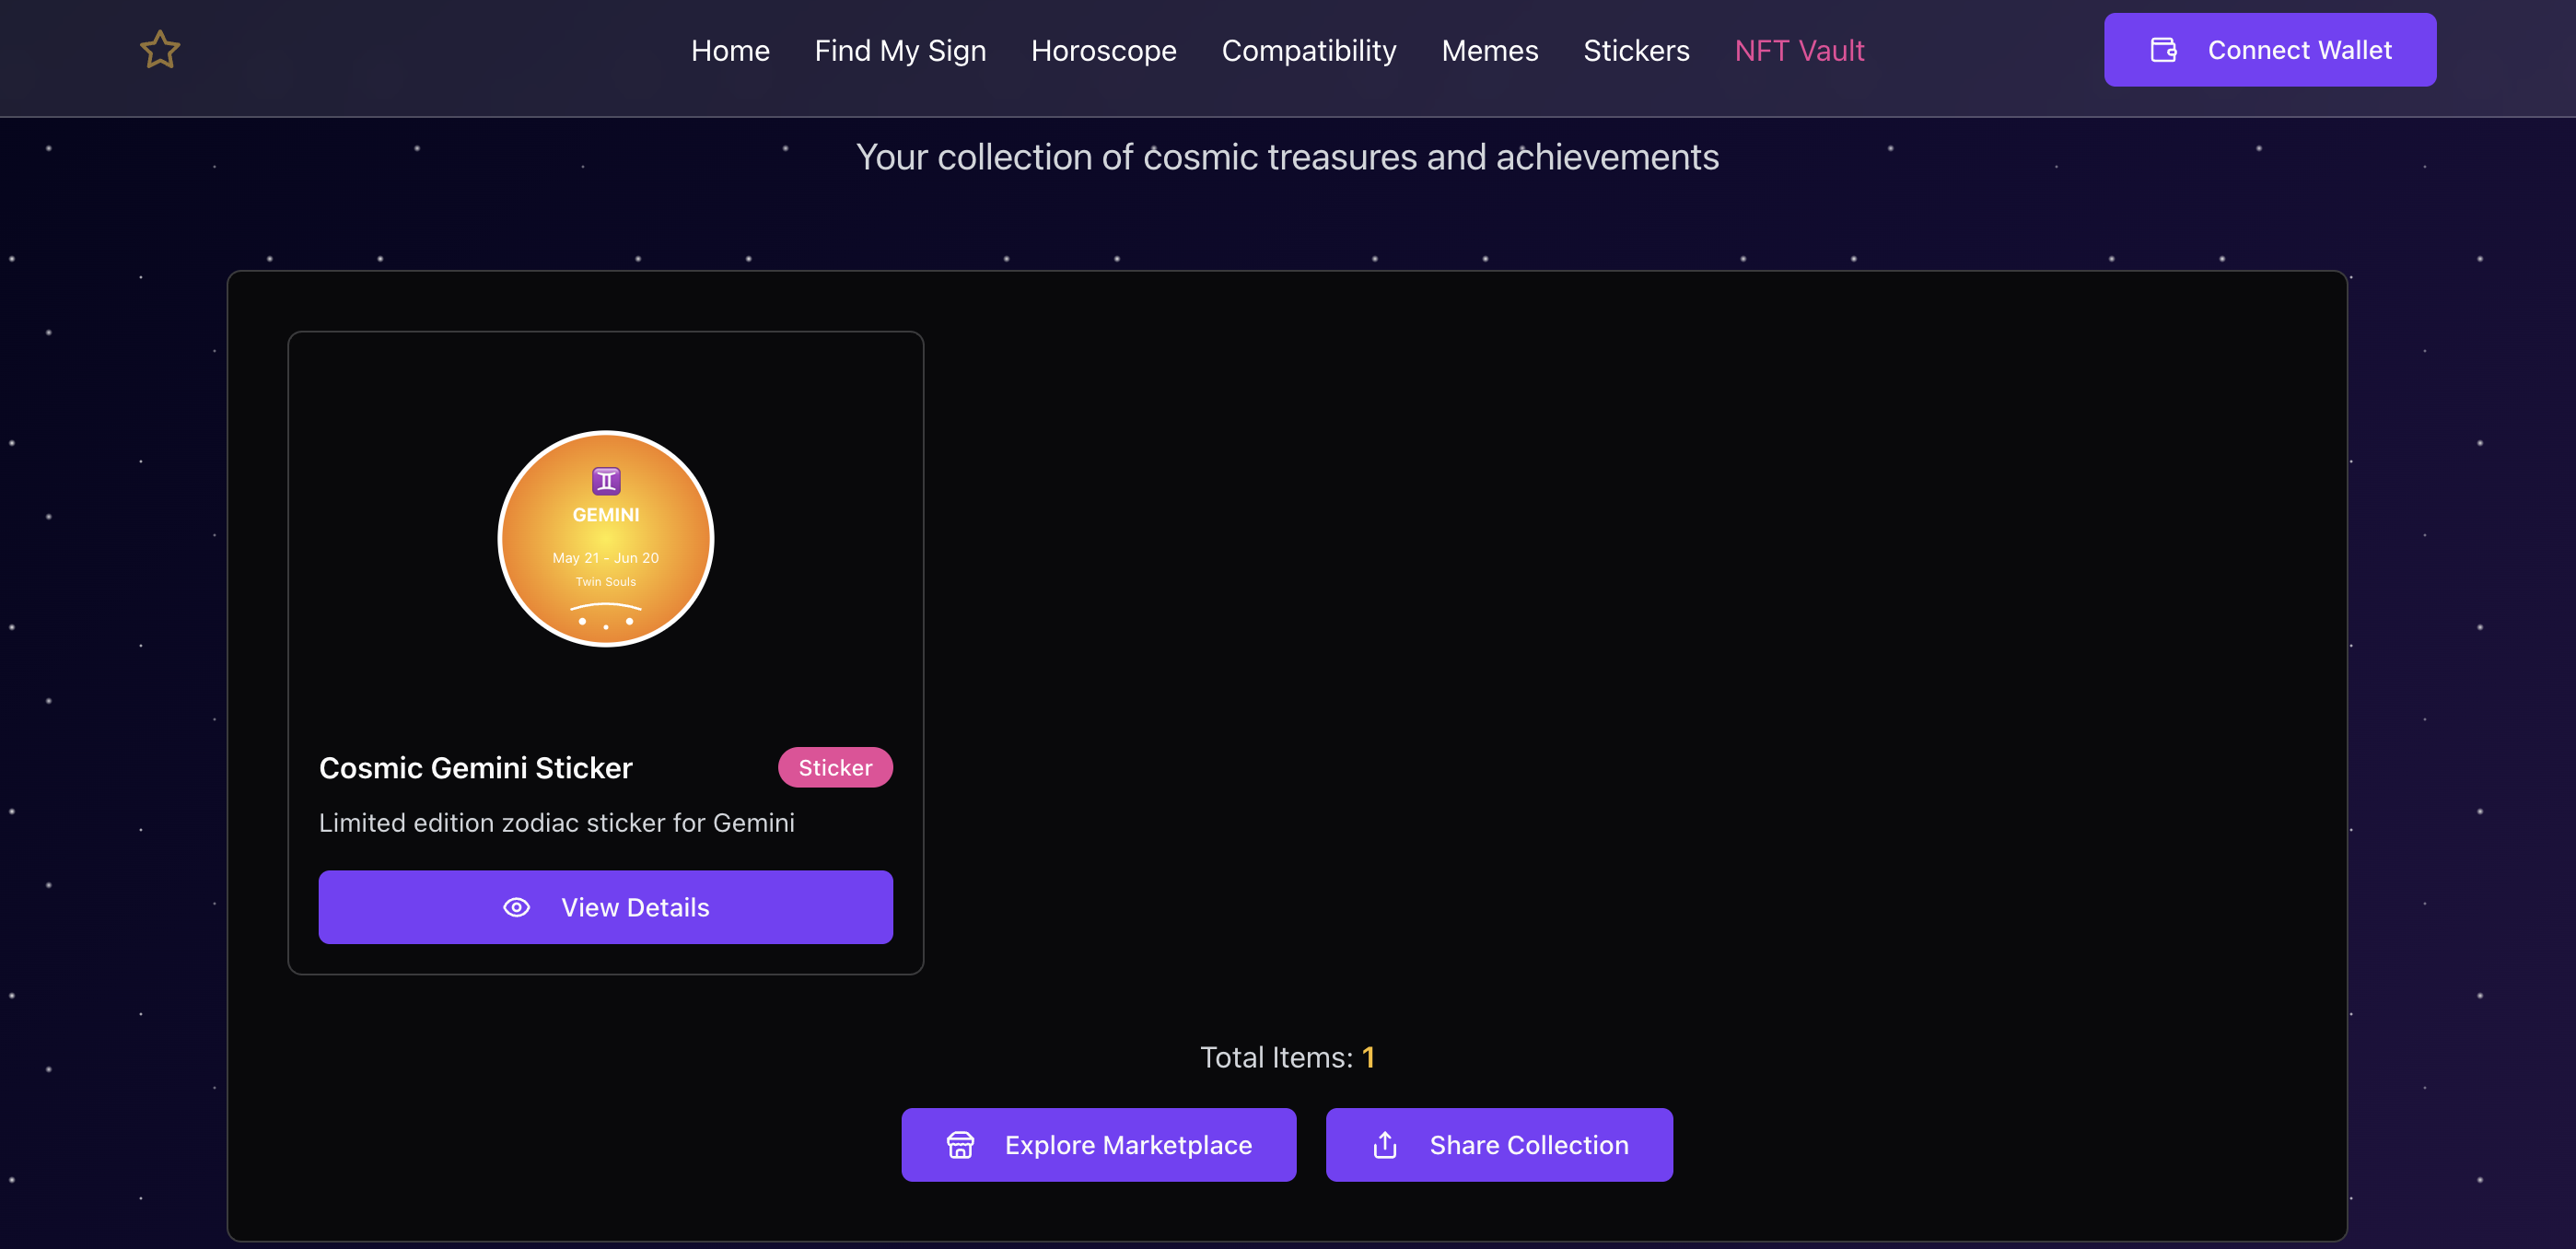 Home Find My Sign Horoscope Compatibility Memes Stickers NFT Vault Connect Wallet
Your collection of cosmic treasures and achievements
♊
GEMINI
May 21 - Jun 20
Twin Souls
Cosmic Gemini Sticker Sticker
Limited edition zodiac sticker for Gemini
View Details
Total Items: 1
Explore Marketplace Share Collection